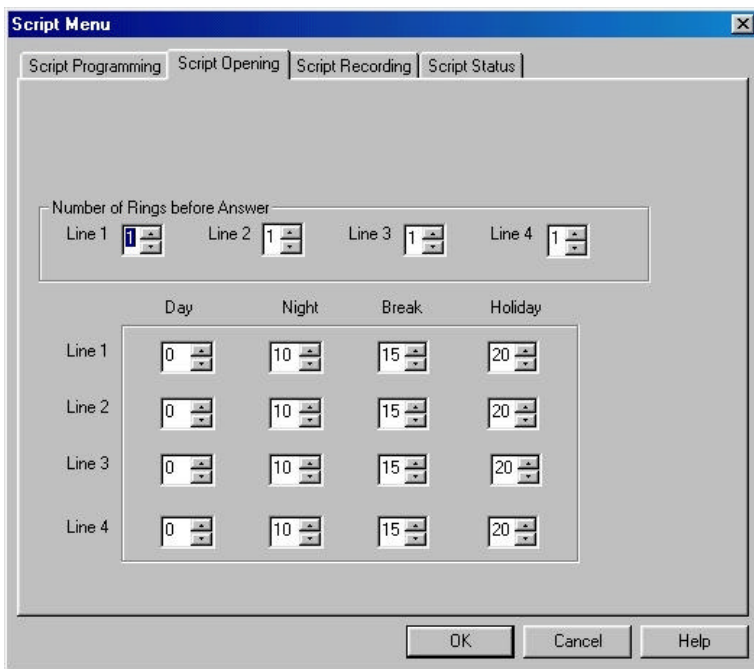 Script Menu
Script Programming Script Opening Script Recording Script Status
Number of Rings before Answer
Line 1 1 Line 2 1 Line 3 1 Line 4 1
Day Night Break Holiday
Line 1 0 10 15 20
Line 2 0 10 15 20
Line 3 0 10 15 20
Line 4 0 10 15 20
OK Cancel Help